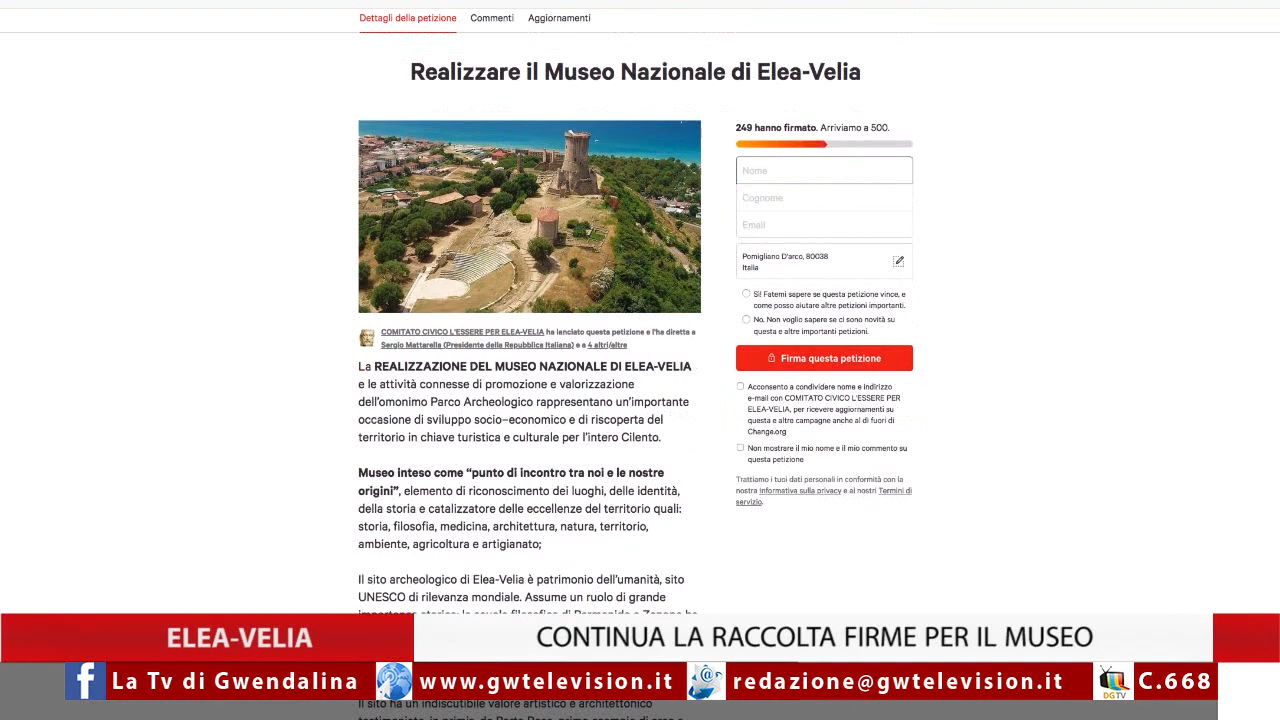 Dettagli della petizione Commenti Aggiornamenti
Realizzare il Museo Nazionale di Elea-Velia
249 hanno firmato. Arriviamo a 500.
Nome
Cognome
Email
Pomigliano D'arco, 80038
Italia
Sì! Fatemi sapere se questa petizione vince, e
come posso aiutare altre petizioni importanti.
No. Non voglio sapere se ci sono novità su
questa e altre importanti petizioni.
Firma questa petizione
Acconsento a condividere nome e indirizzo
e-mail con COMITATO CIVICO L'ESSERE PER
ELEA-VELIA, per ricevere aggiornamenti su
questa e altre campagne anche al di fuori di
Change.org
Non mostrare il mio nome e il mio commento su
questa petizione
Trattiamo i tuoi dati personali in conformità con la
nostra Informativa sulla privacy e ai nostri Termini di
servizio.
COMITATO CIVICO L'ESSERE PER ELEA-VELIA ha lanciato questa petizione e l'ha diretta a
Sergio Mattarella (Presidente della Repubblica Italiana) e a 4 altri/altre
La REALIZZAZIONE DEL MUSEO NAZIONALE DI ELEA-VELIA
e le attività connesse di promozione e valorizzazione
dell'omonimo Parco Archeologico rappresentano un'importante
occasione di sviluppo socio–economico e di riscoperta del
territorio in chiave turistica e culturale per l'intero Cilento.
Museo inteso come “punto di incontro tra noi e le nostre
origini”, elemento di riconoscimento dei luoghi, delle identità,
della storia e catalizzatore delle eccellenze del territorio quali:
storia, filosofia, medicina, architettura, natura, territorio,
ambiente, agricoltura e artigianato;
Il sito archeologico di Elea-Velia è patrimonio dell'umanità, sito
UNESCO di rilevanza mondiale. Assume un ruolo di grande
ELEA-VELIA CONTINUA LA RACCOLTA FIRME PER IL MUSEO
La Tv di Gwendalina www.gwtelevision.it redazione@gwtelevision.it DGTV C.668
Il sito ha un indiscutibile valore artistico e architettonico